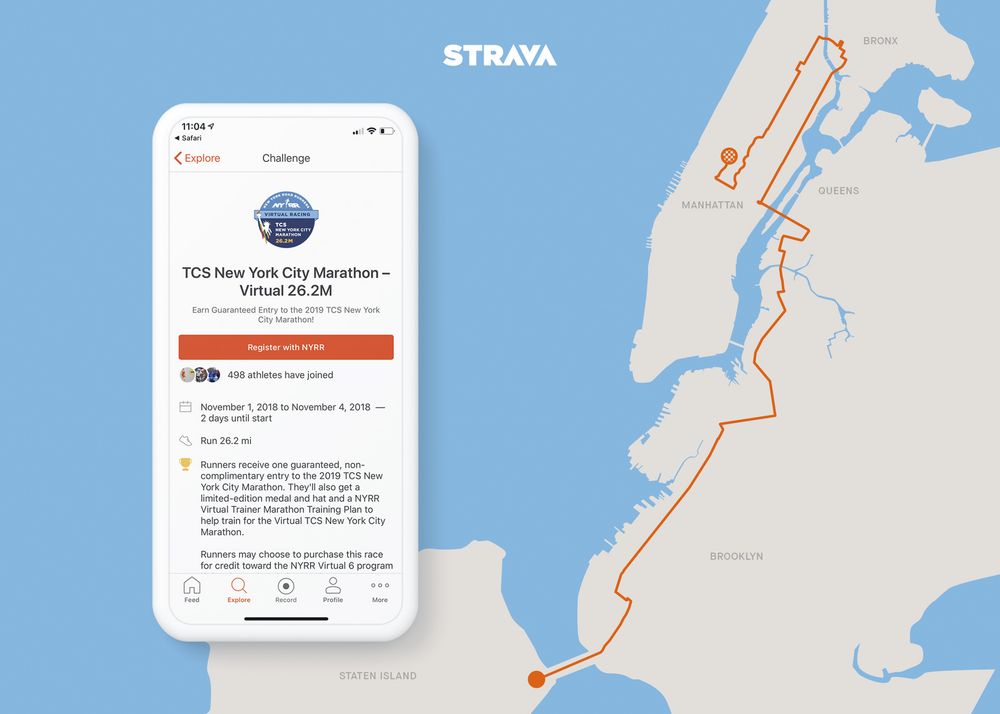 STRAVA
BRONX
QUEENS
MANHATTAN
BROOKLYN
STATEN ISLAND
11:04
Safari
Explore
Challenge
NEW YORK ROAD RUNNERS
NYRR
VIRTUAL RACING
TCS
NEW YORK CITY
MARATHON
26.2M
TCS New York City Marathon –
Virtual 26.2M
Earn Guaranteed Entry to the 2019 TCS New York
City Marathon!
Register with NYRR
498 athletes have joined
November 1, 2018 to November 4, 2018 —
2 days until start
Run 26.2 mi
Runners receive one guaranteed, non-
complimentary entry to the 2019 TCS New
York City Marathon. They'll also get a
limited-edition medal and hat and a NYRR
Virtual Trainer Marathon Training Plan to
help train for the Virtual TCS New York City
Marathon.
Runners may choose to purchase this race
for credit toward the NYRR Virtual 6 program
Feed
Explore
Record
Profile
More